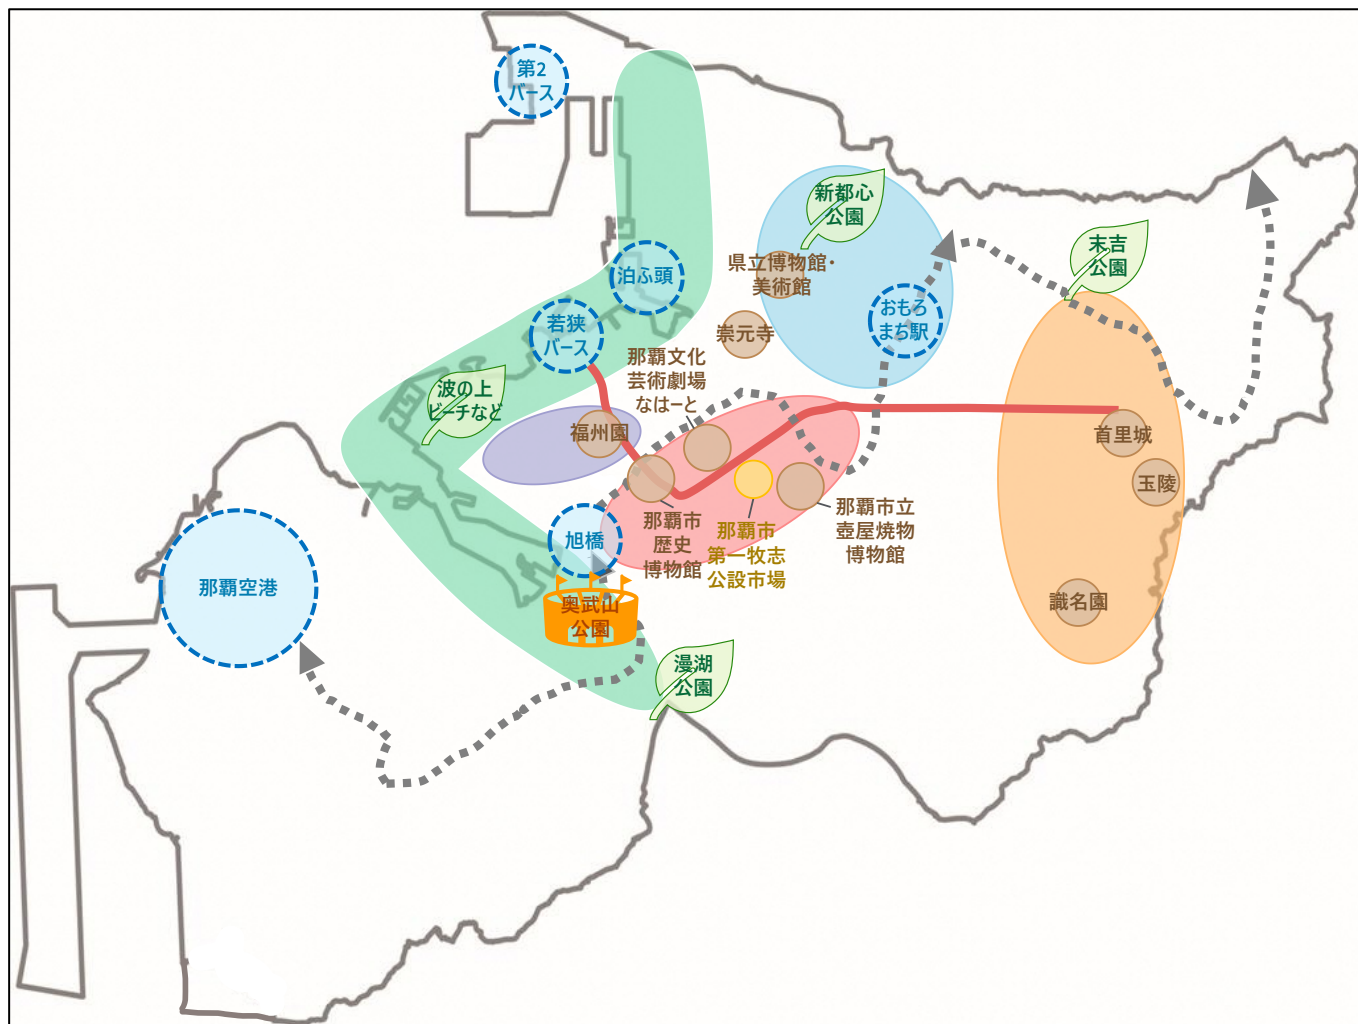 第2
バース
新都心
公園
末吉
公園
県立博物館・
美術館
泊ふ頭
おもろ
まち駅
若狭
バース
崇元寺
那覇文化
芸術劇場
なはーと
波の上
ビーチなど
福州園
首里城
玉陵
那覇市
歴史
博物館
那覇市
第一牧志
公設市場
那覇市立
壺屋焼物
博物館
旭橋
那覇空港
奥武山
公園
識名園
漫湖
公園